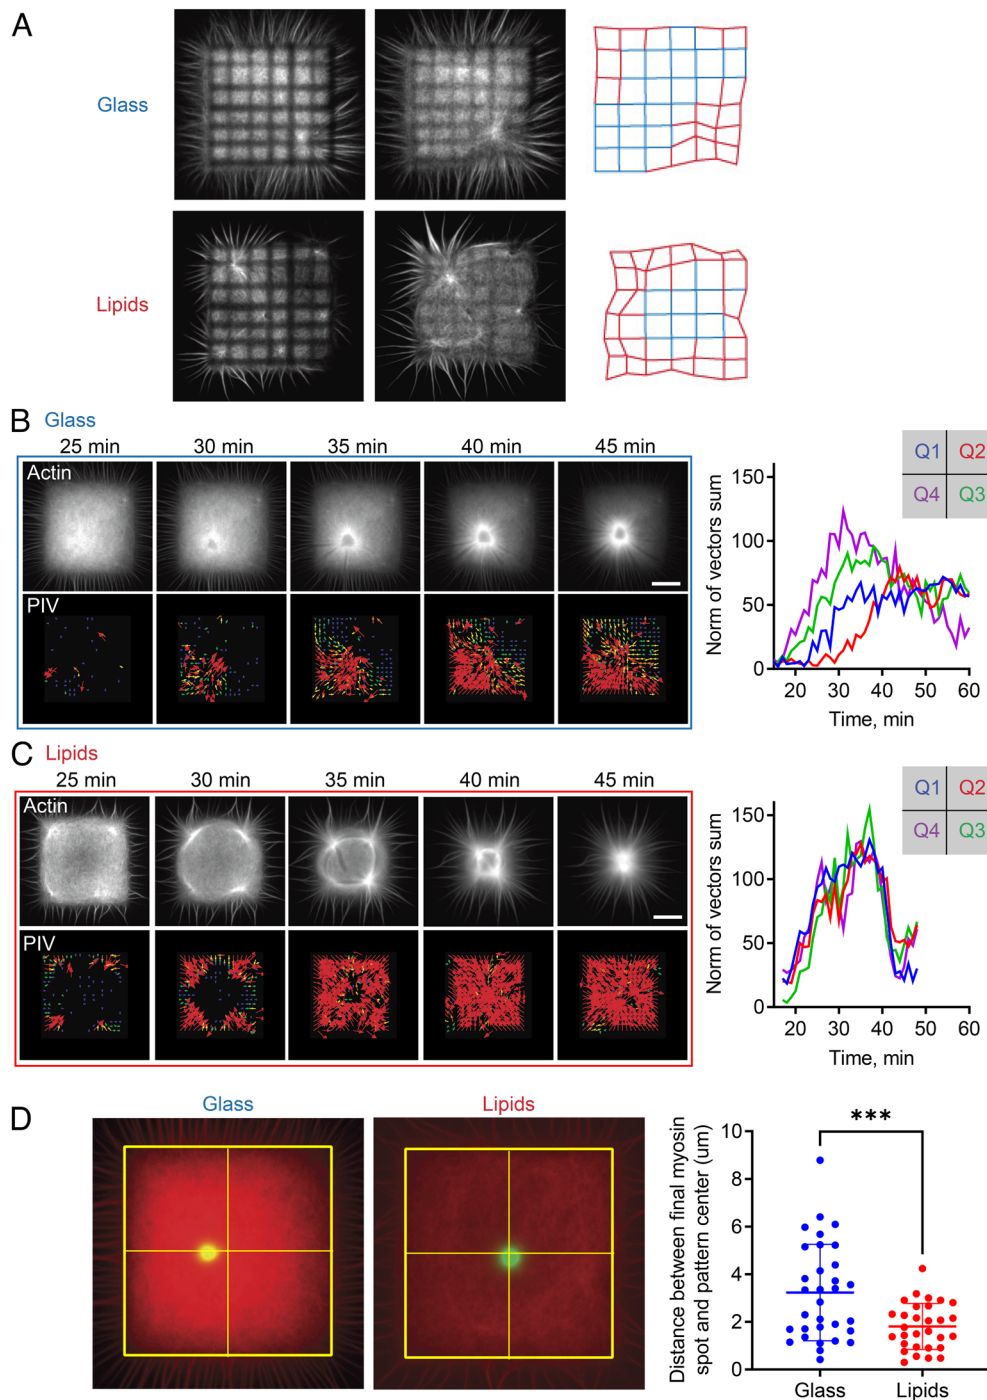 A
Glass
Lipids
B Glass
25 min 30 min 35 min 40 min 45 min
Actin
PIV
Q1 Q2
Q4 Q3
Norm of vectors sum
150
100
50
0
20 30 40 50 60
Time, min
C Lipids
25 min 30 min 35 min 40 min 45 min
Actin
PIV
Q1 Q2
Q4 Q3
Norm of vectors sum
150
100
50
0
20 30 40 50 60
Time, min
D
Glass Lipids
Distance between final myosin
spot and pattern center (um)
***
10
8
6
4
2
0
Glass Lipids